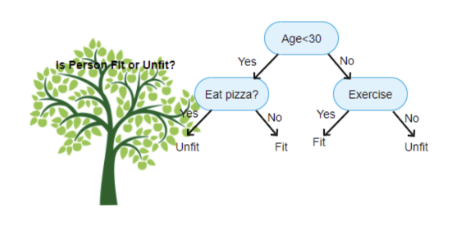 Age<30
Is Person Fit or Unfit?
Yes
No
Eat pizza?
Exercise
Yes
No
Yes
No
Unfit
Fit
Fit
Unfit